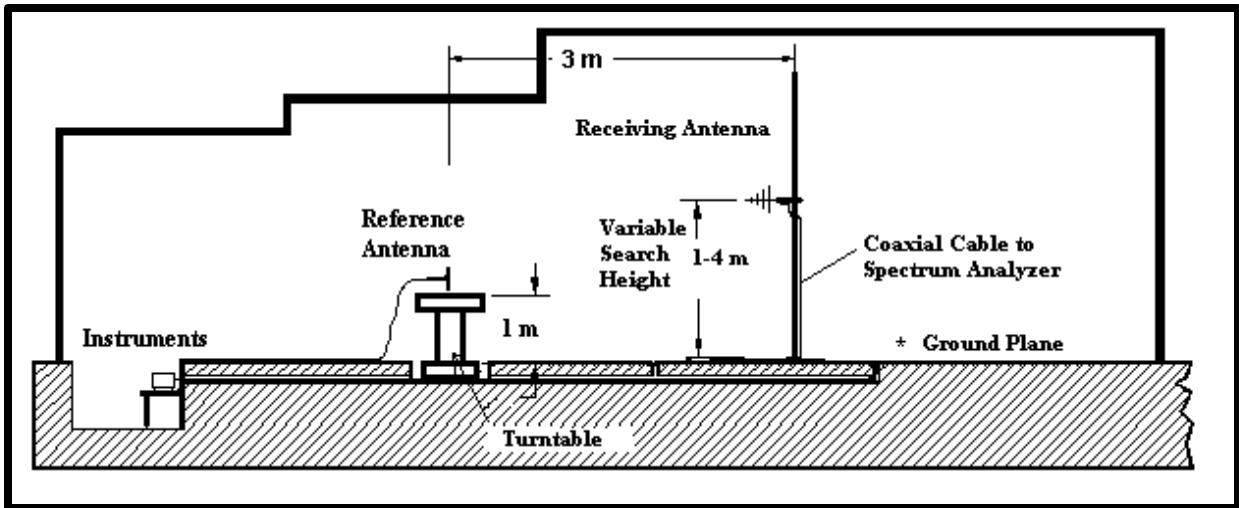 3 m
Receiving Antenna
Reference
Antenna
Variable
Search
Height
1-4 m
Coaxial Cable to
Spectrum Analyzer
1 m
Instruments
* Ground Plane
Turntable